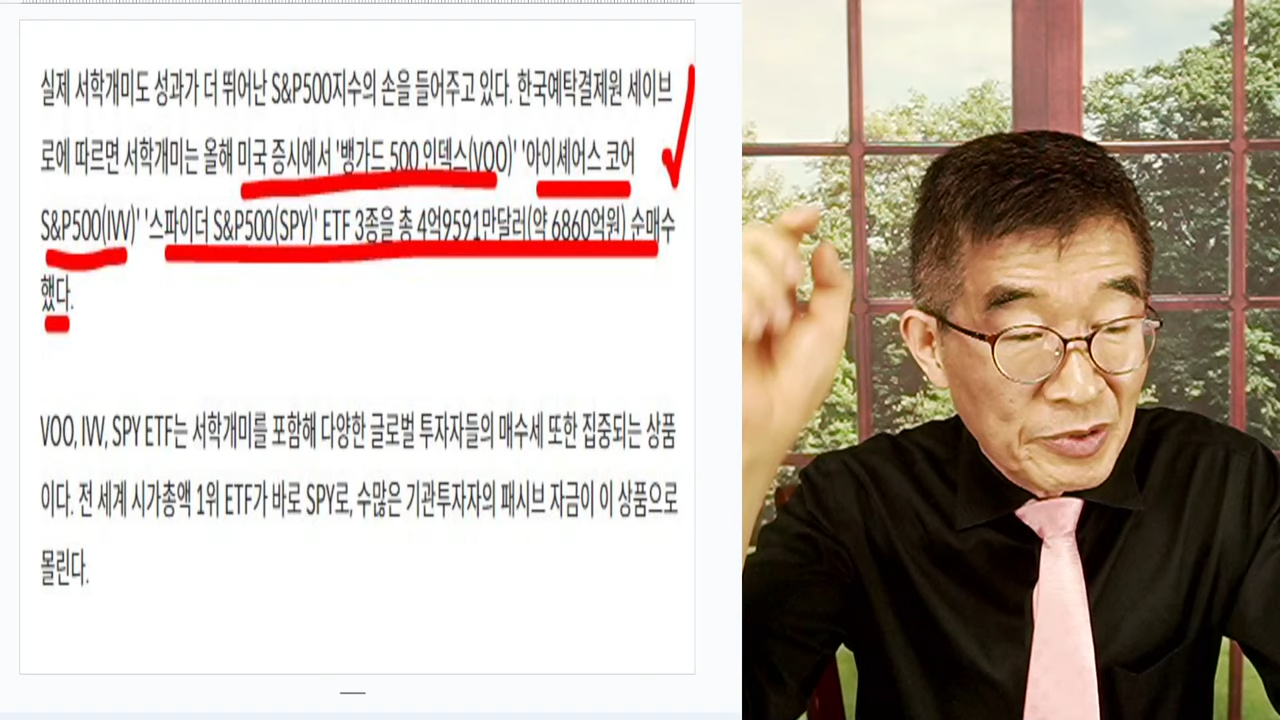 실제 서학개미도 성과가 더 뛰어난 S&P500지수의 손을 들어주고 있다. 한국예탁결제원 세이브
로에 따르면 서학개미는 올해 미국 증시에서 '뱅가드 500 인덱스(VOO)' '아이셰어스 코어
S&P500(IVV)' '스파이더 S&P500(SPY)' ETF 3종을 총 4억9591만달러(약 6860억원) 순매수
했다.
VOO, IVV, SPY ETF는 서학개미를 포함해 다양한 글로벌 투자자들의 매수세 또한 집중되는 상품
이다. 전 세계 시가총액 1위 ETF가 바로 SPY로, 수많은 기관투자자의 패시브 자금이 이 상품으로
몰린다.